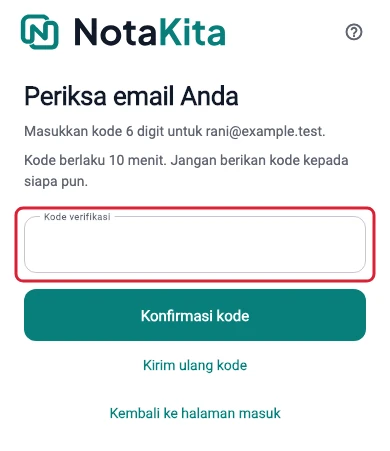 NotaKita
Periksa email Anda
Masukkan kode 6 digit untuk rani@example.test.
Kode berlaku 10 menit. Jangan berikan kode kepada
siapa pun.
Kode verifikasi
Konfirmasi kode
Kirim ulang kode
Kembali ke halaman masuk